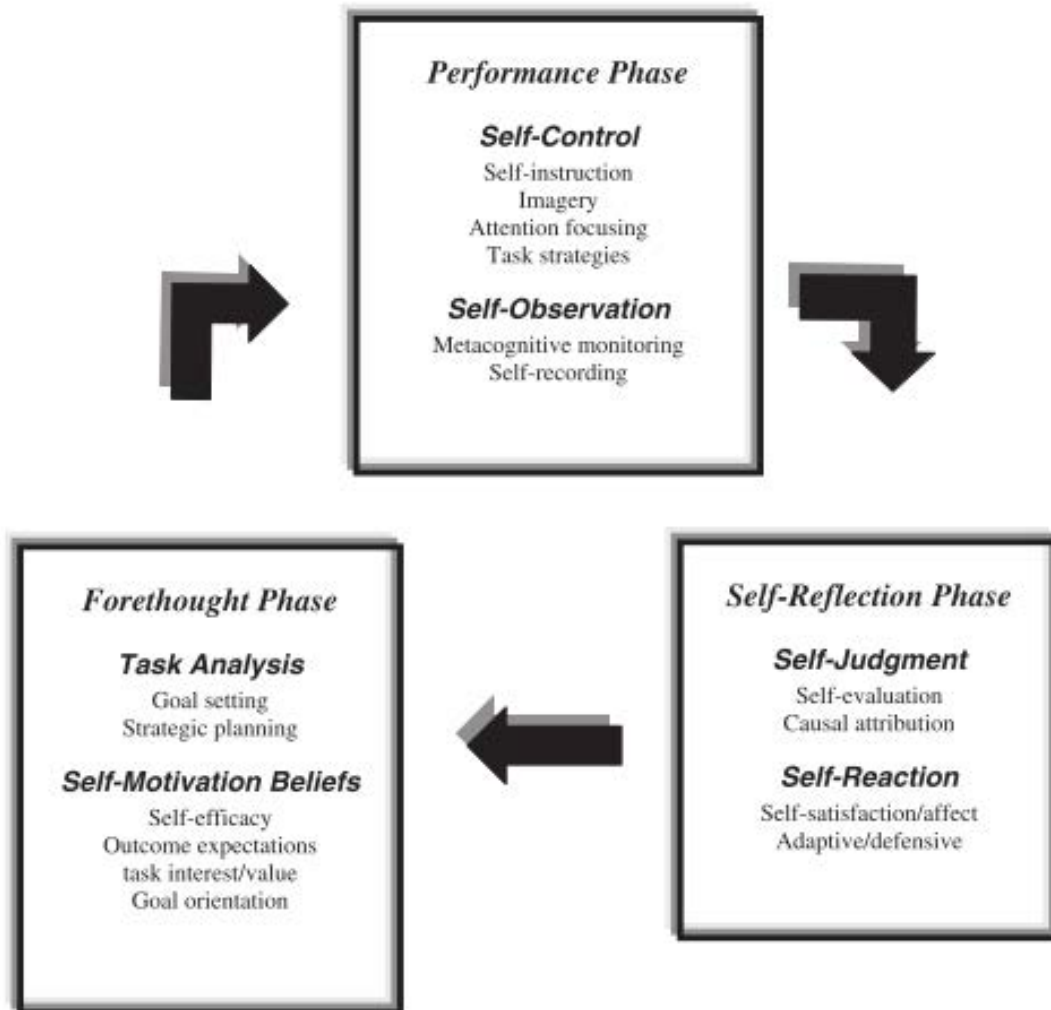 Performance Phase
Self-Control
Self-instruction
Imagery
Attention focusing
Task strategies
Self-Observation
Metacognitive monitoring
Self-recording
Forethought Phase
Task Analysis
Goal setting
Strategic planning
Self-Motivation Beliefs
Self-efficacy
Outcome expectations
task interest/value
Goal orientation
Self-Reflection Phase
Self-Judgment
Self-evaluation
Causal attribution
Self-Reaction
Self-satisfaction/affect
Adaptive/defensive